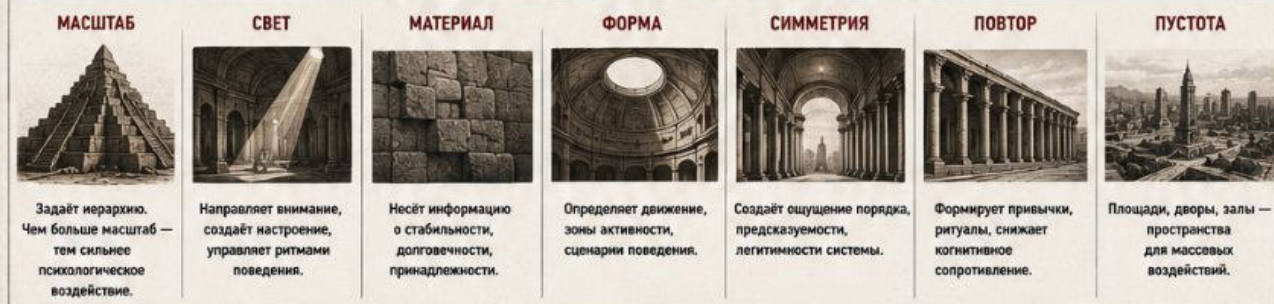 МАСШТАБ
Задаёт иерархию.
Чем больше масштаб —
тем сильнее
психологическое
воздействие.
СВЕТ
Направляет внимание,
создаёт настроение,
управляет ритмами
поведения.
МАТЕРИАЛ
Несёт информацию
о стабильности,
долговечности,
принадлежности.
ФОРМА
Определяет движение,
зоны активности,
сценарии поведения.
СИММЕТРИЯ
Создаёт ощущение порядка,
предсказуемости,
легитимности системы.
ПОВТОР
Формирует привычки,
ритуалы, снижает
когнитивное
сопротивление.
ПУСТОТА
Площади, дворы, залы —
пространства
для массовых
воздействий.